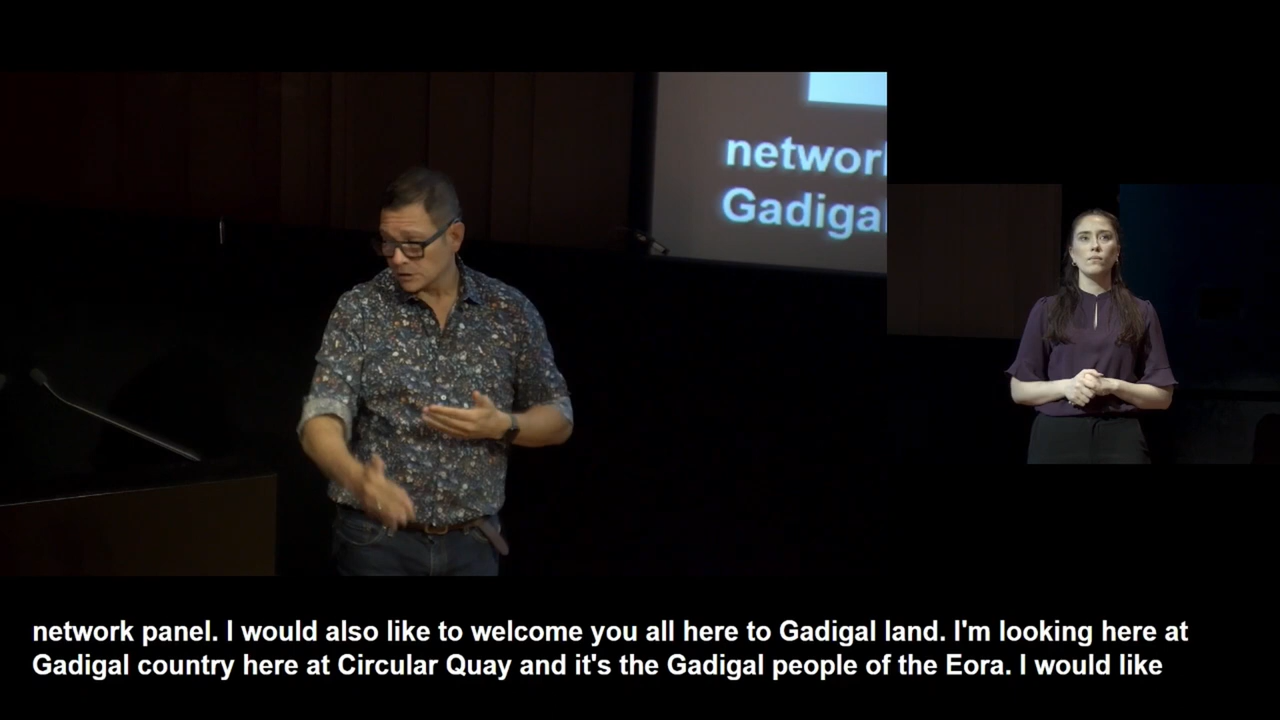 networ
Gadigal
network panel. I would also like to welcome you all here to Gadigal land. I'm looking here at
Gadigal country here at Circular Quay and it's the Gadigal people of the Eora. I would like